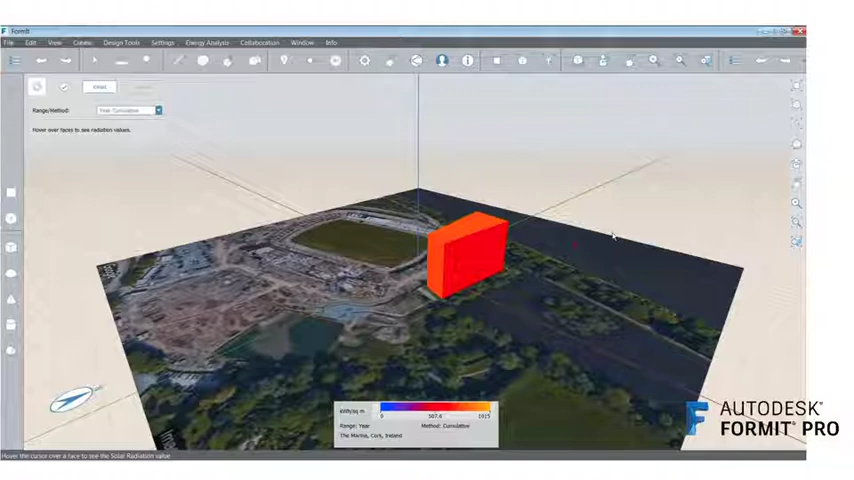 FormIt
File Edit View Create Design Tools Settings Energy Analysis Collaboration Window Info
Range/Method: Year Cumulative
Hover over faces to see radiation values.
kWh/sq m
0 507.6 1015
Range: Year Method: Cumulative
The Marina, Cork, Ireland
AUTODESK®
FORMIT® PRO
Hover the cursor over a face to see the Solar Radiation value